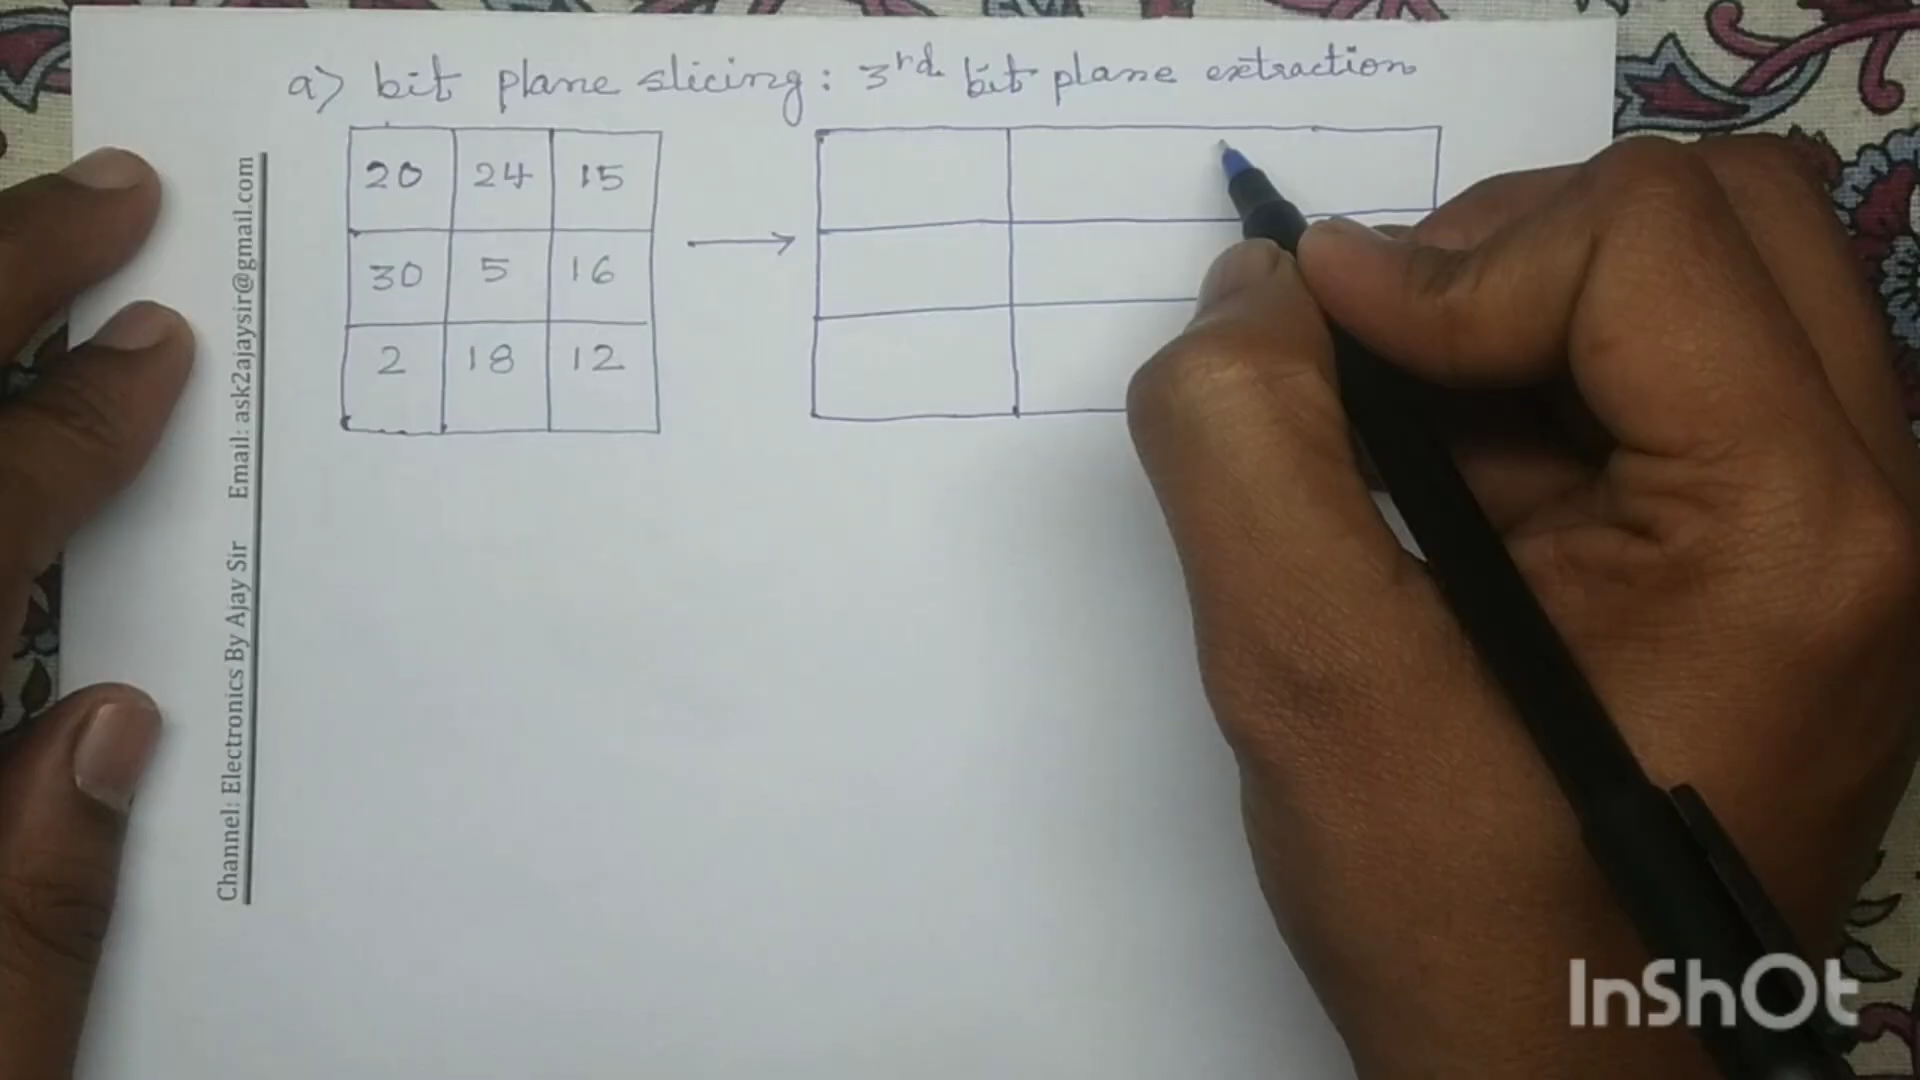 a) bit plane slicing: 3rd bit plane extraction
20 24 15
30 5 16
2 18 12
Channel: Electronics By Ajay Sir Email: ask2ajaysir@gmail.com
InShOt